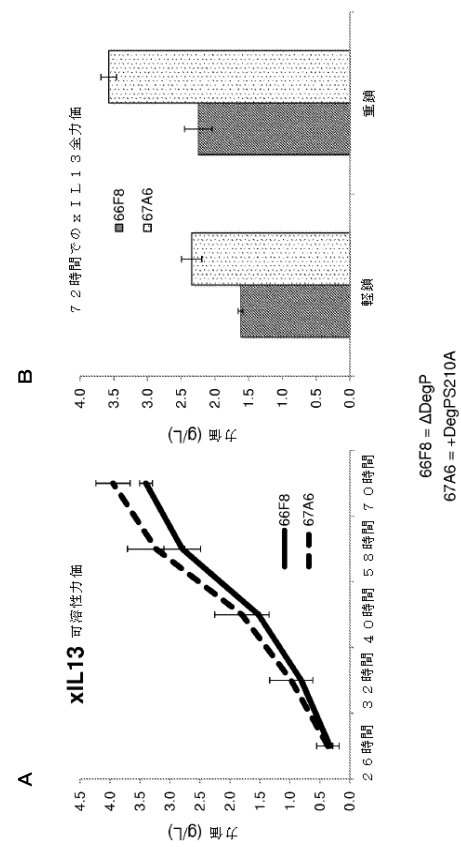 A
xIL13 可溶性力価
力価 (g/L)
4.0
3.5
3.0
2.5
2.0
1.5
1.0
0.5
0.0
66F8
67A6
26時間
32時間
40時間
58時間
70時間
B
72時間でのxIL13全力価
力価 (g/L)
4.0
3.5
3.0
2.5
2.0
1.5
1.0
0.5
0.0
66F8
67A6
軽鎖
重鎖
66F8 = ΔDegP
67A6 = +DegPS210A